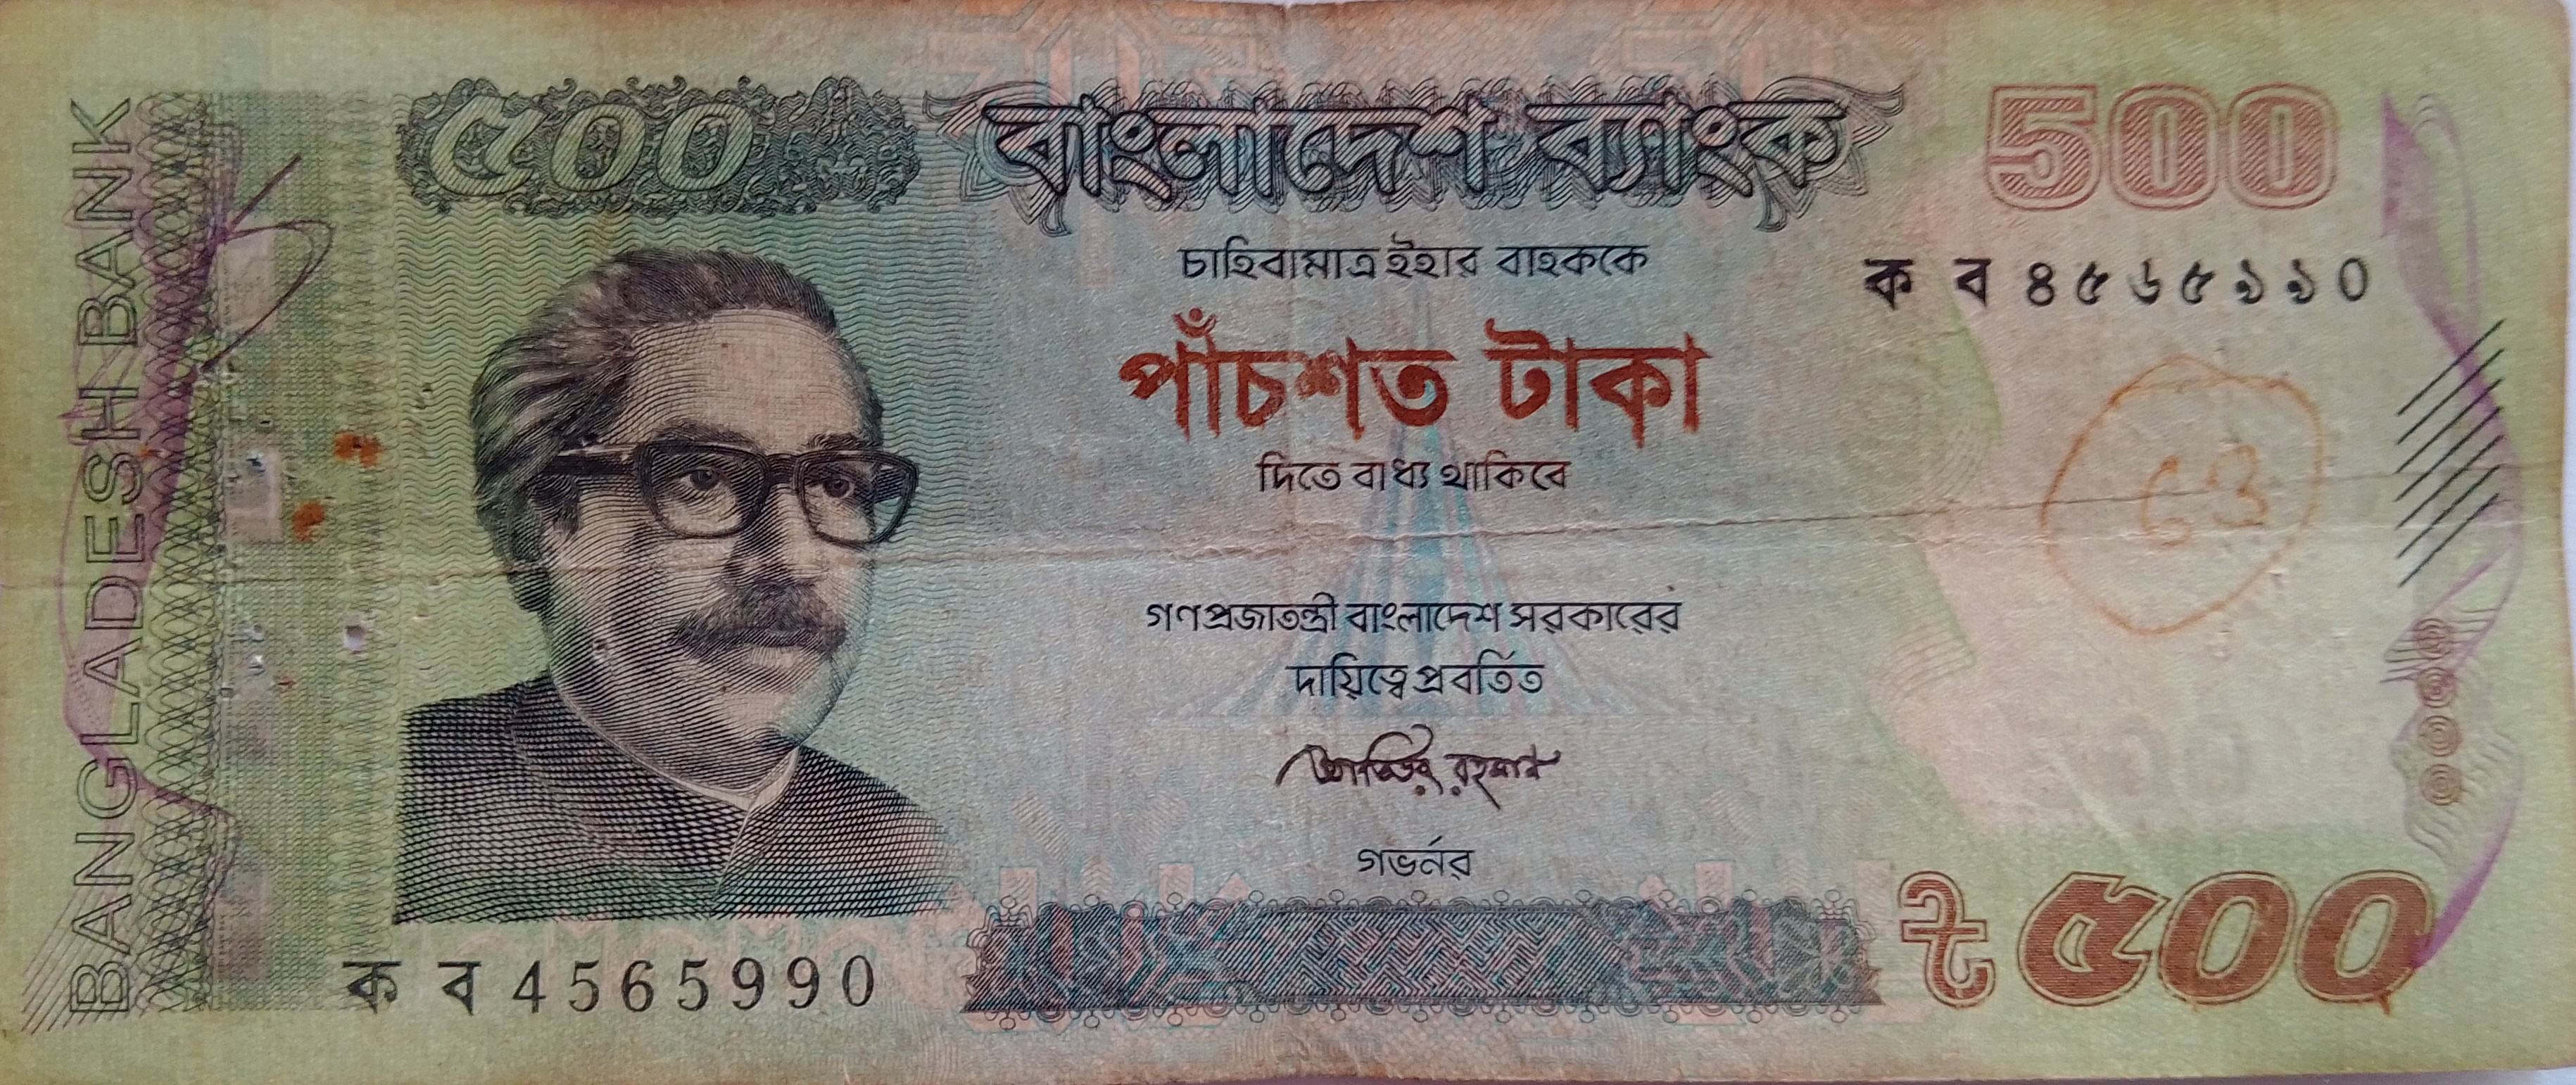 BANGLADESH BANK
৫০০
বাংলাদেশ ব্যাংক
500
চাহিবামাত্র ইহার বাহককে
ক ব ৪৫৬৫৯৯০
পাঁচশত টাকা
দিতে বাধ্য থাকিবে
গণপ্রজাতন্ত্রী বাংলাদেশ সরকারের
দায়িত্বে প্রবর্তিত
আতিউর রহমান
গভর্নর
৳ ৫০০
ক ব 4565990